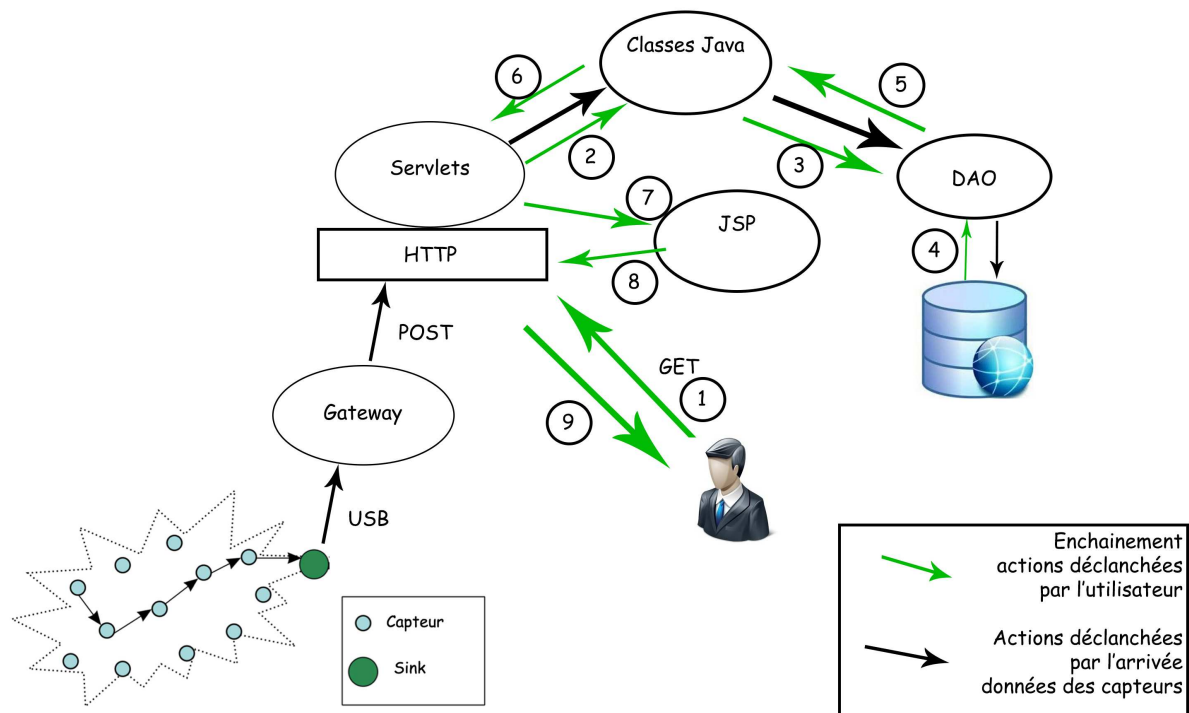 Classes Java
6
5
2
3
Servlets
DAO
7
JSP
HTTP
4
8
POST
GET
1
Gateway
9
USB
Capteur
Sink
Enchainement
actions déclanchées
par l'utilisateur
Actions déclanchées
par l'arrivée
données des capteurs